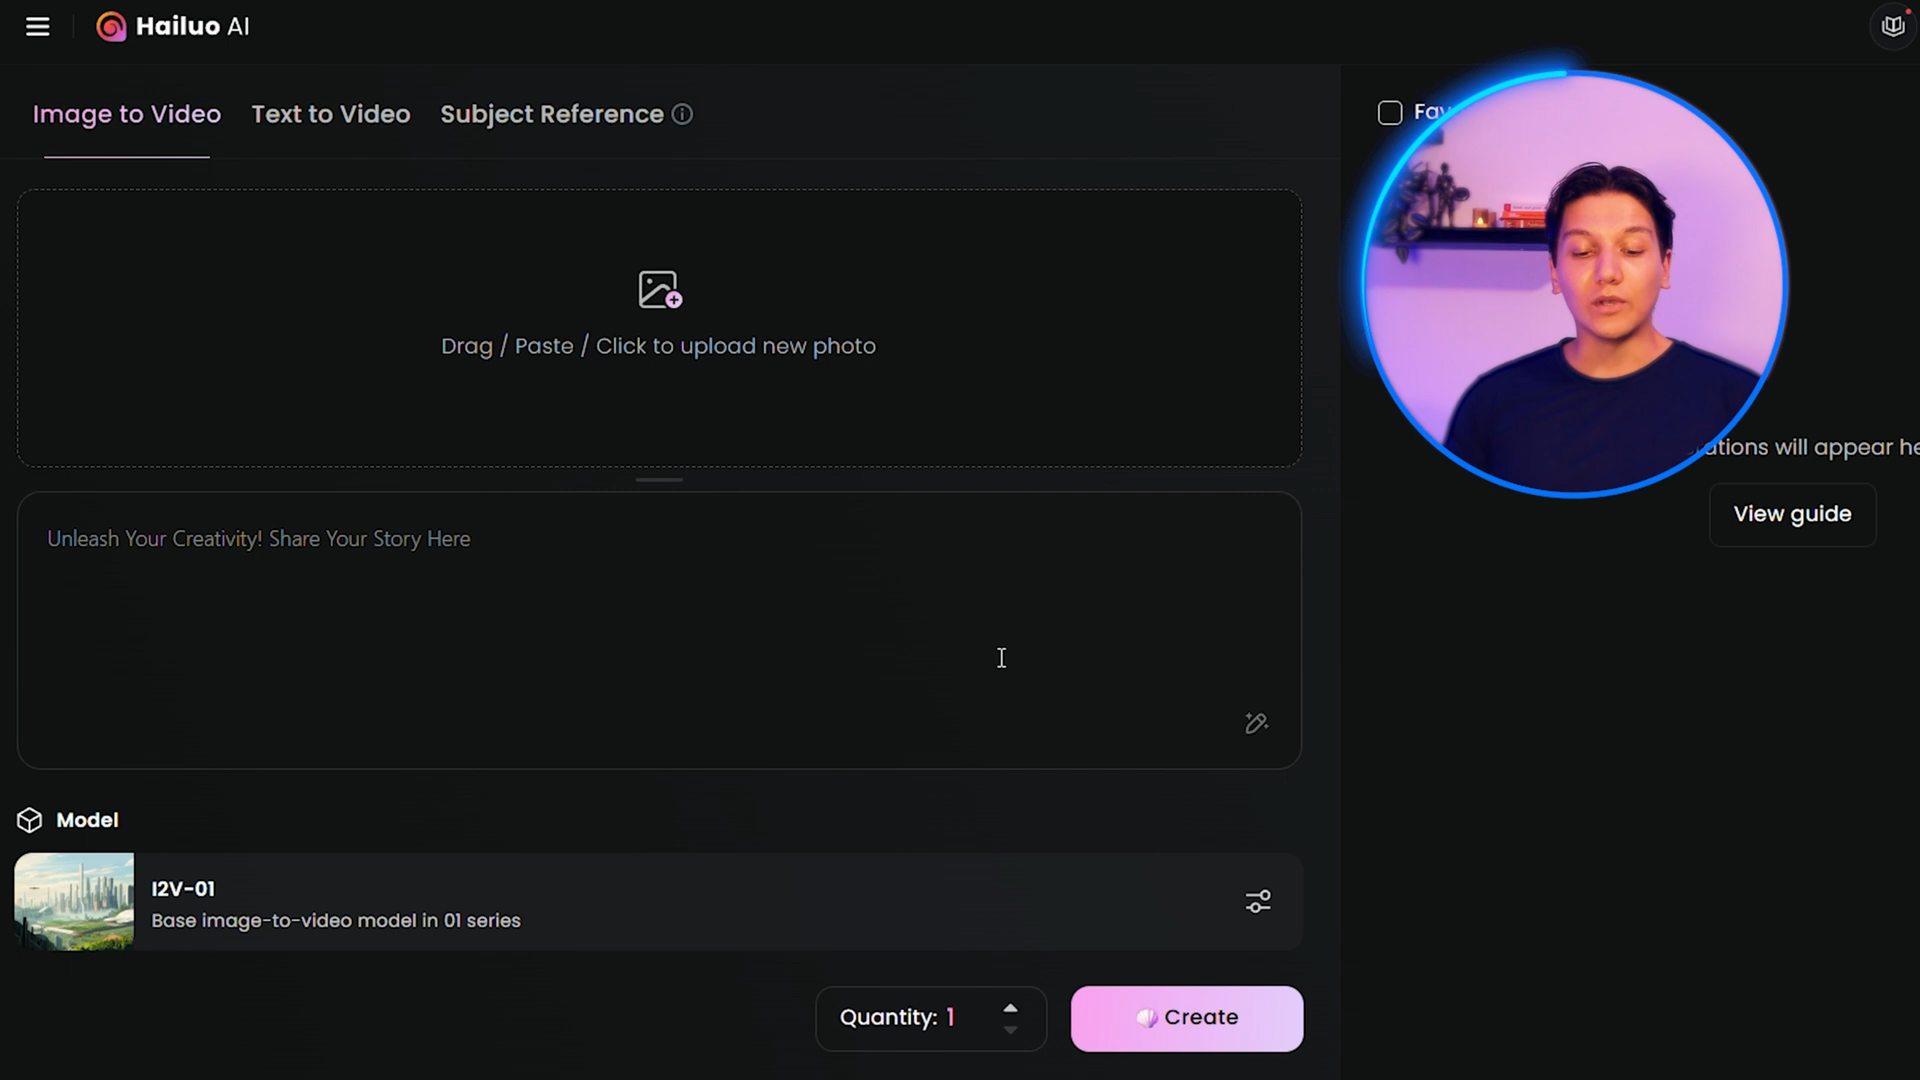 Hailuo AI
Image to Video
Text to Video
Subject Reference
Drag / Paste / Click to upload new photo
will appear
View guide
Unleash Your Creativity! Share Your Story Here
Model
I2V-01
Base image-to-video model in 01 series
Quantity: 1
Create